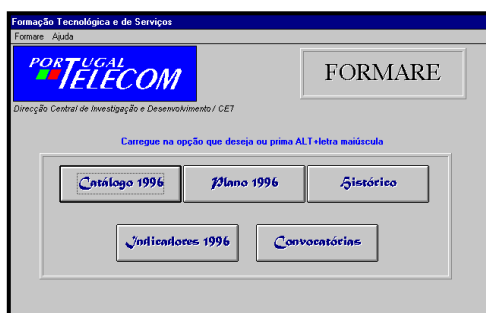 Formação Tecnológica e de Serviços
Formare Ajuda
PORTUGAL
TELECOM
FORMARE
Direcção Central de Investigação e Desenvolvimento / CET
Carregue na opção que deseja ou prima ALT+letra maiúscula
Catálogo 1996 Plano 1996 Histórico
Indicadores 1996 Convocatórias